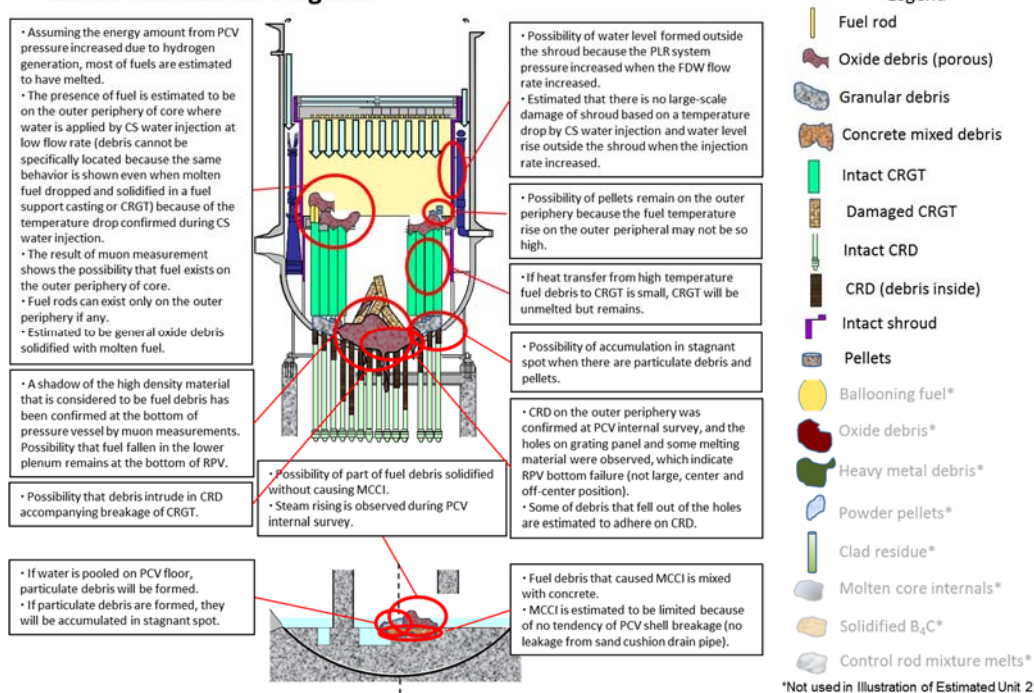 · Assuming the energy amount from PCV
pressure increased due to hydrogen
generation, most of fuels are estimated
to have melted.
· The presence of fuel is estimated to be
on the outer periphery of core where
water is applied by CS water injection at
low flow rate (debris cannot be
specifically located because the same
behavior is shown even when molten
fuel dropped and solidified in a fuel
support casting or CRGT) because of the
temperature drop confirmed during CS
water injection.
· The result of muon measurement
shows the possibility that fuel exists on
the outer periphery of core.
· Fuel rods can exist only on the outer
periphery if any.
· Estimated to be general oxide debris
solidified with molten fuel.
· A shadow of the high density material
that is considered to be fuel debris has
been confirmed at the bottom of
pressure vessel by muon measurements.
Possibility that fuel fallen in the lower
plenum remains at the bottom of RPV.
· Possibility that debris intrude in CRD
accompanying breakage of CRGT.
· If water is pooled on PCV floor,
particulate debris will be formed.
· If particulate debris are formed, they
will be accumulated in stagnant spot.
· Possibility of part of fuel debris solidified
without causing MCCI.
· Steam rising is observed during PCV
internal survey.
· Possibility of water level formed outside
the shroud because the PLR system
pressure increased when the FDW flow
rate increased.
· Estimated that there is no large-scale
damage of shroud based on a temperature
drop by CS water injection and water level
rise outside the shroud when the injection
rate increased.
· Possibility of pellets remain on the outer
periphery because the fuel temperature
rise on the outer peripheral may not be so
high.
· If heat transfer from high temperature
fuel debris to CRGT is small, CRGT will be
unmelted but remains.
· Possibility of accumulation in stagnant
spot when there are particulate debris and
pellets.
· CRD on the outer periphery was
confirmed at PCV internal survey, and the
holes on grating panel and some melting
material were observed, which indicate
RPV bottom failure (not large, center and
off-center position).
· Some of debris that fell out of the holes
are estimated to adhere on CRD.
· Fuel debris that caused MCCI is mixed
with concrete.
· MCCI is estimated to be limited because
of no tendency of PCV shell breakage (no
leakage from sand cushion drain pipe).
Fuel rod
Oxide debris (porous)
Granular debris
Concrete mixed debris
Intact CRGT
Damaged CRGT
Intact CRD
CRD (debris inside)
Intact shroud
Pellets
Ballooning fuel*
Oxide debris*
Heavy metal debris*
Powder pellets*
Clad residue*
Molten core internals*
Solidified B₄C*
Control rod mixture melts*
*Not used in Illustration of Estimated Unit 2